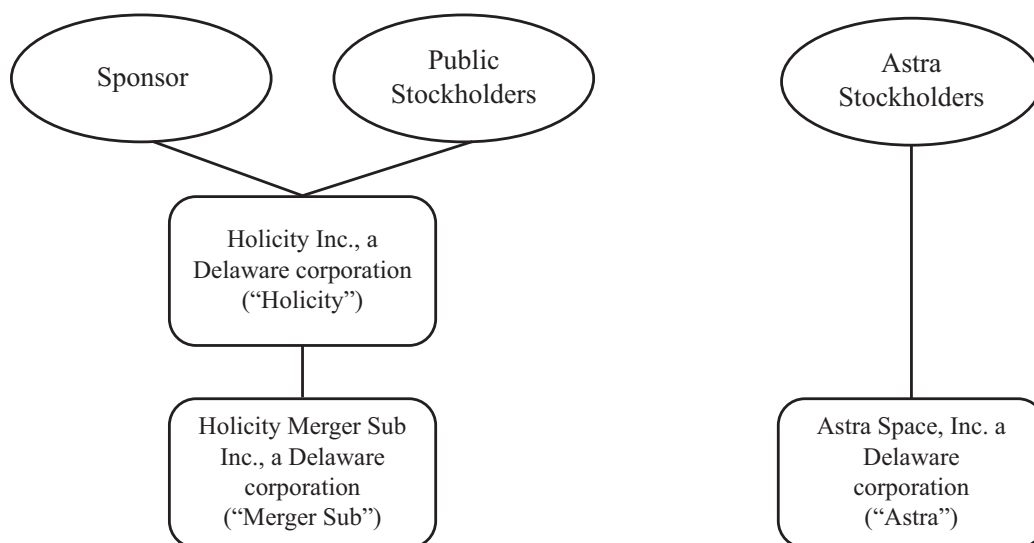 Sponsor
Public
Stockholders
Astra
Stockholders
Holicity Inc., a
Delaware corporation
(“Holicity”)
Holicity Merger Sub
Inc., a Delaware
corporation
(“Merger Sub”)
Astra Space, Inc. a
Delaware
corporation
(“Astra”)